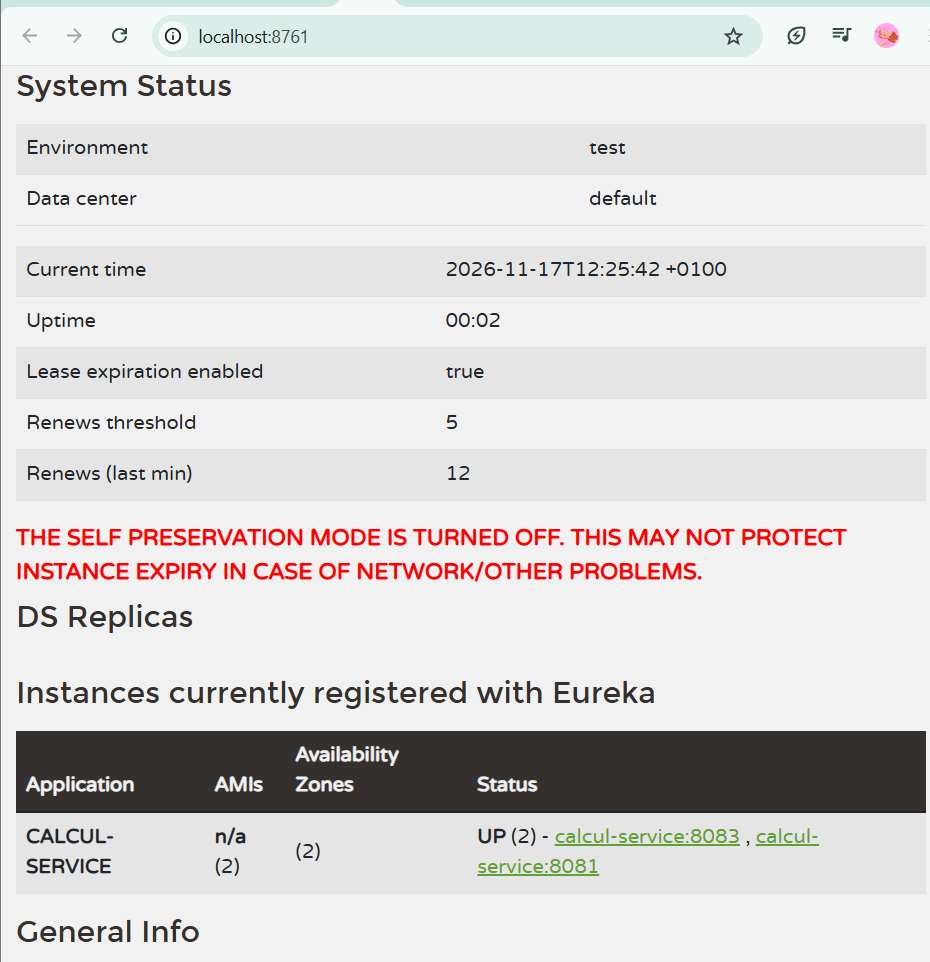 localhost:8761
System Status
Environment test
Data center default
Current time 2026-11-17T12:25:42 +0100
Uptime 00:02
Lease expiration enabled true
Renews threshold 5
Renews (last min) 12
THE SELF PRESERVATION MODE IS TURNED OFF. THIS MAY NOT PROTECT
INSTANCE EXPIRY IN CASE OF NETWORK/OTHER PROBLEMS.
DS Replicas
Instances currently registered with Eureka
Application AMIs Availability Zones Status
CALCUL-SERVICE n/a (2) (2) UP (2) - calcul-service:8083 , calcul-service:8081
General Info